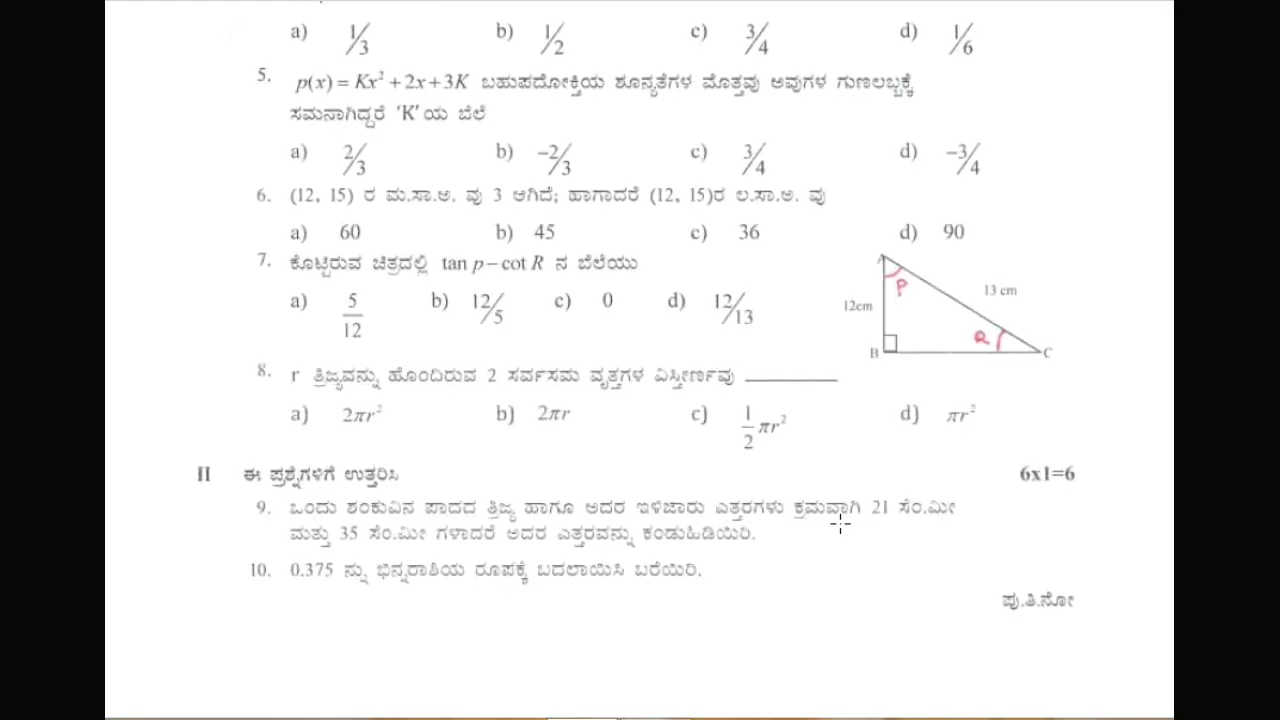 a) 1/3 b) 1/2 c) 3/4 d) 1/6
5. p(x) = Kx² + 2x + 3K ಬಹುಪದೋಕ್ತಿಯ ಶೂನ್ಯತೆಗಳ ಮೊತ್ತವು ಅವುಗಳ ಗುಣಲಬ್ಧಕ್ಕೆ
ಸಮನಾಗಿದ್ದರೆ ‘K’ ಯ ಬೆಲೆ
a) 2/3 b) −2/3 c) 3/4 d) −3/4
6. (12, 15) ರ ಮ.ಸಾ.ಅ. ವು 3 ಆಗಿದೆ; ಹಾಗಾದರೆ (12, 15)ರ ಲ.ಸಾ.ಅ. ವು
a) 60 b) 45 c) 36 d) 90
7. ಕೊಟ್ಟಿರುವ ಚಿತ್ರದಲ್ಲಿ tan p − cot R ನ ಬೆಲೆಯು
a) 5/12 b) 12/5 c) 0 d) 12/13
A
P
13 cm
12cm
R
B
C
8. r ತ್ರಿಜ್ಯವನ್ನು ಹೊಂದಿರುವ 2 ಸರ್ವಸಮ ವೃತ್ತಗಳ ವಿಸ್ತೀರ್ಣವು ________
a) 2πr² b) 2πr c) 1/2 πr² d) πr²
II ಈ ಪ್ರಶ್ನೆಗಳಿಗೆ ಉತ್ತರಿಸಿ 6x1=6
9. ಒಂದು ಶಂಕುವಿನ ಪಾದದ ತ್ರಿಜ್ಯ ಹಾಗೂ ಅದರ ಇಳಿಜಾರು ಎತ್ತರಗಳು ಕ್ರಮವಾಗಿ 21 ಸೆಂ.ಮೀ
ಮತ್ತು 35 ಸೆಂ.ಮೀ ಗಳಾದರೆ ಅದರ ಎತ್ತರವನ್ನು ಕಂಡುಹಿಡಿಯಿರಿ.
10. 0.375 ನ್ನು ಭಿನ್ನರಾಶಿಯ ರೂಪಕ್ಕೆ ಬದಲಾಯಿಸಿ ಬರೆಯಿರಿ.
ಪು.ತಿ.ನೋ